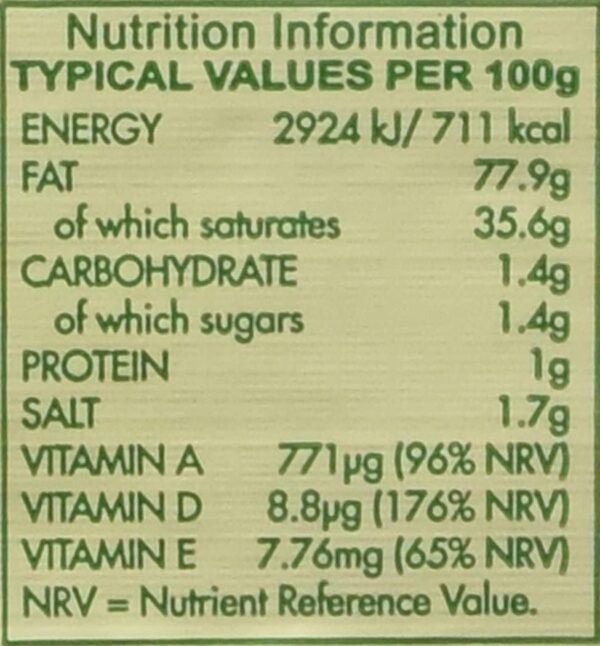 Nutrition Information
TYPICAL VALUES PER 100g
ENERGY 2924 kJ/ 711 kcal
FAT 77.9g
of which saturates 35.6g
CARBOHYDRATE 1.4g
of which sugars 1.4g
PROTEIN 1g
SALT 1.7g
VITAMIN A 771µg (96% NRV)
VITAMIN D 8.8µg (176% NRV)
VITAMIN E 7.76mg (65% NRV)
NRV = Nutrient Reference Value.